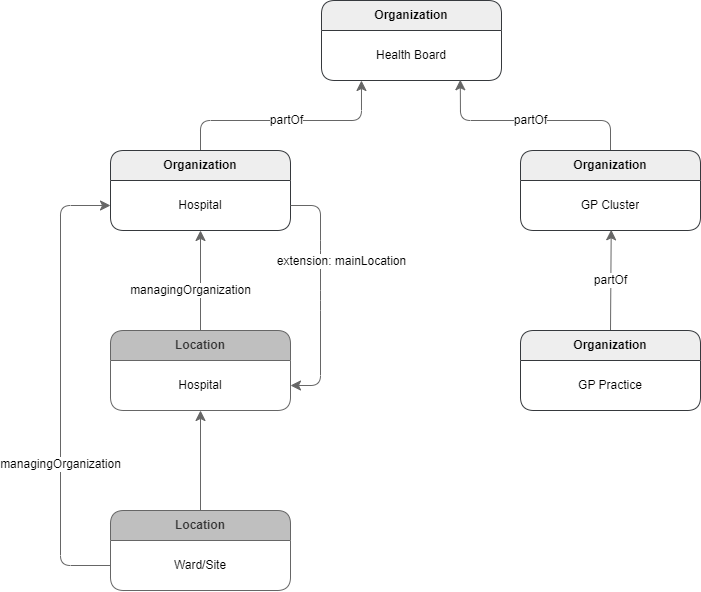 Organization
Health Board
partOf
partOf
Organization
Hospital
Organization
GP Cluster
extension: mainLocation
managingOrganization
partOf
Location
Hospital
Organization
GP Practice
managingOrganization
Location
Ward/Site